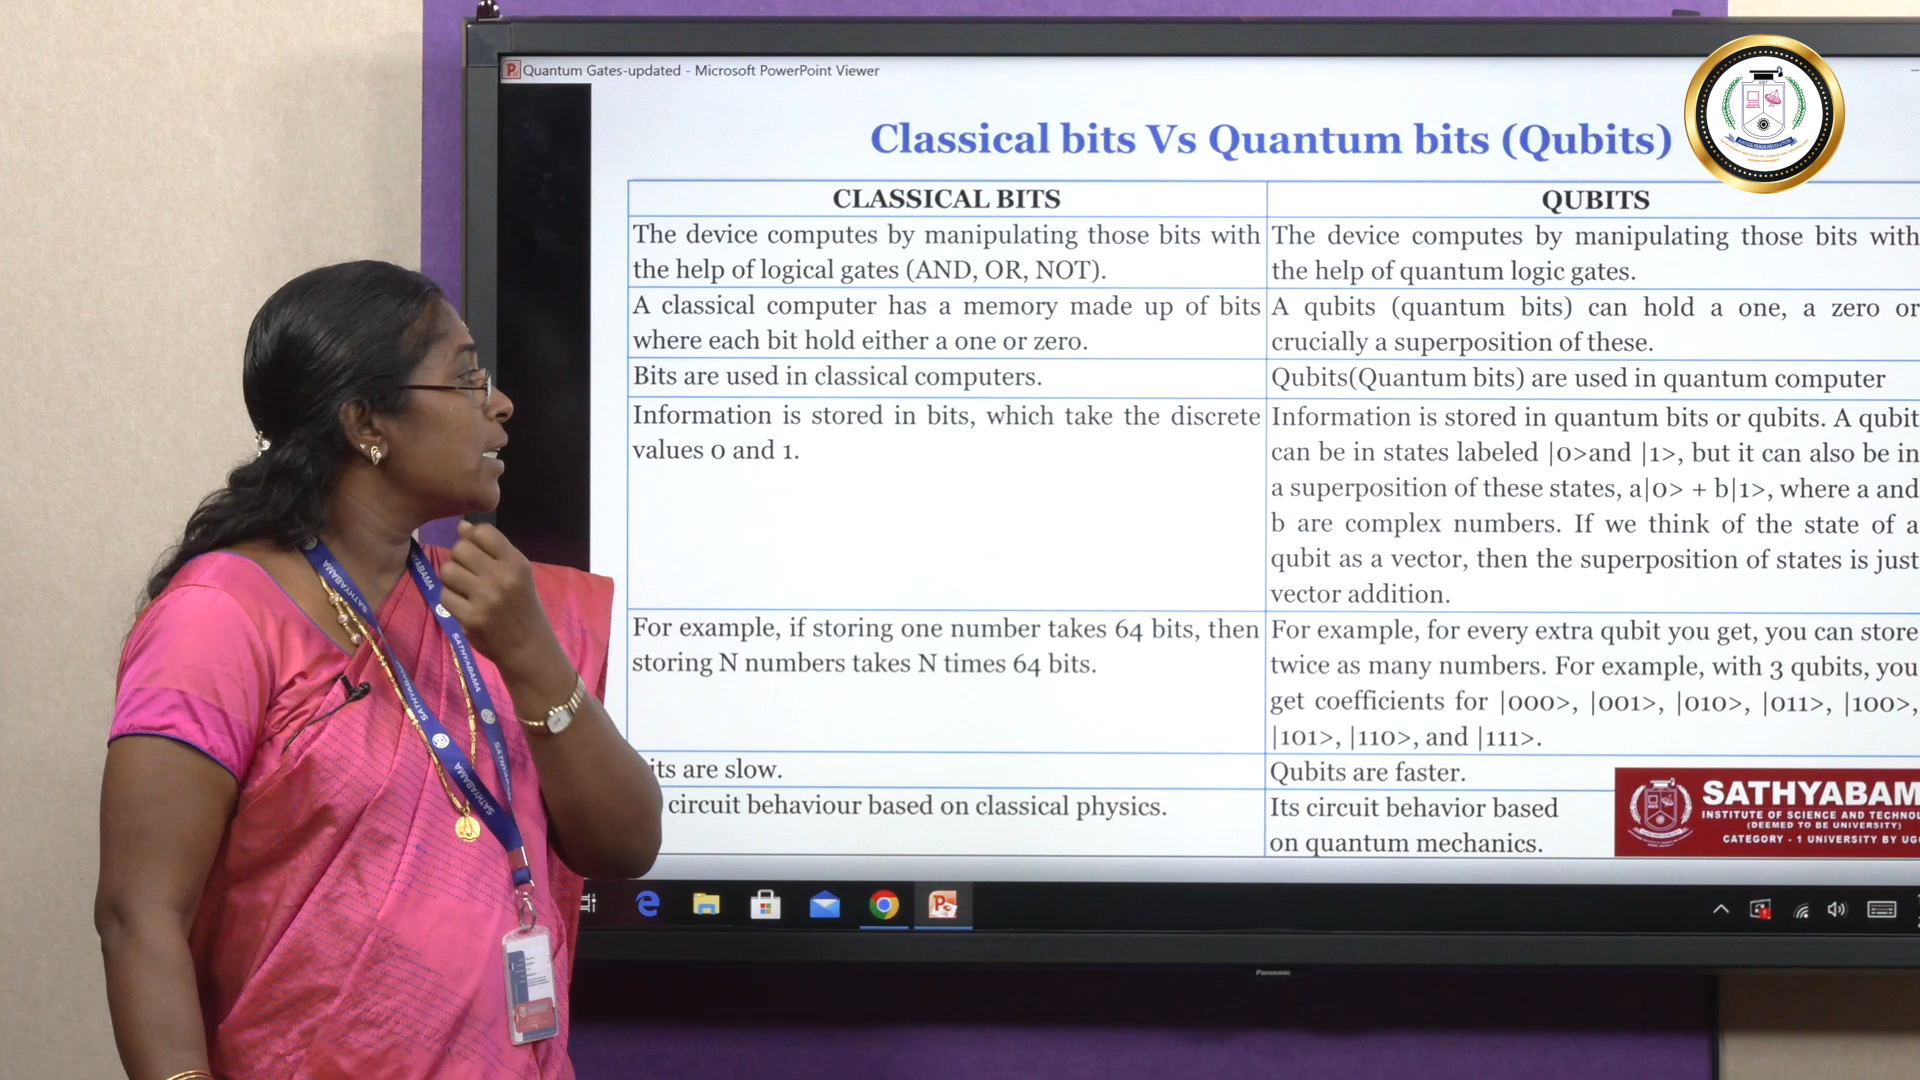 Quantum Gates-updated - Microsoft PowerPoint Viewer
Classical bits Vs Quantum bits (Qubits)
CLASSICAL BITS
QUBITS
The device computes by manipulating those bits with
the help of logical gates (AND, OR, NOT).
The device computes by manipulating those bits with
the help of quantum logic gates.
A classical computer has a memory made up of bits
where each bit hold either a one or zero.
A qubits (quantum bits) can hold a one, a zero or
crucially a superposition of these.
Bits are used in classical computers.
Qubits(Quantum bits) are used in quantum computer
Information is stored in bits, which take the discrete
values 0 and 1.
Information is stored in quantum bits or qubits. A qubit
can be in states labeled |0>and |1>, but it can also be in
a superposition of these states, a|0> + b|1>, where a and
b are complex numbers. If we think of the state of a
qubit as a vector, then the superposition of states is just
vector addition.
For example, if storing one number takes 64 bits, then
storing N numbers takes N times 64 bits.
For example, for every extra qubit you get, you can store
twice as many numbers. For example, with 3 qubits, you
get coefficients for |000>, |001>, |010>, |011>, |100>,
|101>, |110>, and |111>.
its are slow.
Qubits are faster.
circuit behaviour based on classical physics.
Its circuit behavior based
on quantum mechanics.
SATHYABAM
INSTITUTE OF SCIENCE AND TECHNOL
(DEEMED TO BE UNIVERSITY)
CATEGORY - 1 UNIVERSITY BY UG
Panasonic
SATHYABAMA
YABAMA
SATHYABAMA
SATHYABAMA
SATHYABAMA
SATHYABAMA
SATHYABAMA